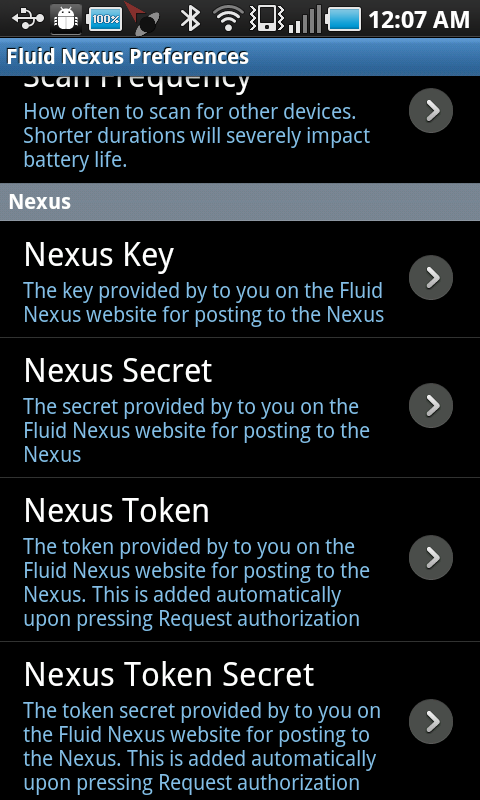 100%
12:07 AM
Fluid Nexus Preferences
Scan Frequency
How often to scan for other devices.
Shorter durations will severely impact
battery life.
Nexus
Nexus Key
The key provided by to you on the Fluid
Nexus website for posting to the Nexus
Nexus Secret
The secret provided by to you on the
Fluid Nexus website for posting to the
Nexus
Nexus Token
The token provided by to you on the
Fluid Nexus website for posting to the
Nexus. This is added automatically
upon pressing Request authorization
Nexus Token Secret
The token secret provided by to you on
the Fluid Nexus website for posting to
the Nexus. This is added automatically
upon pressing Request authorization